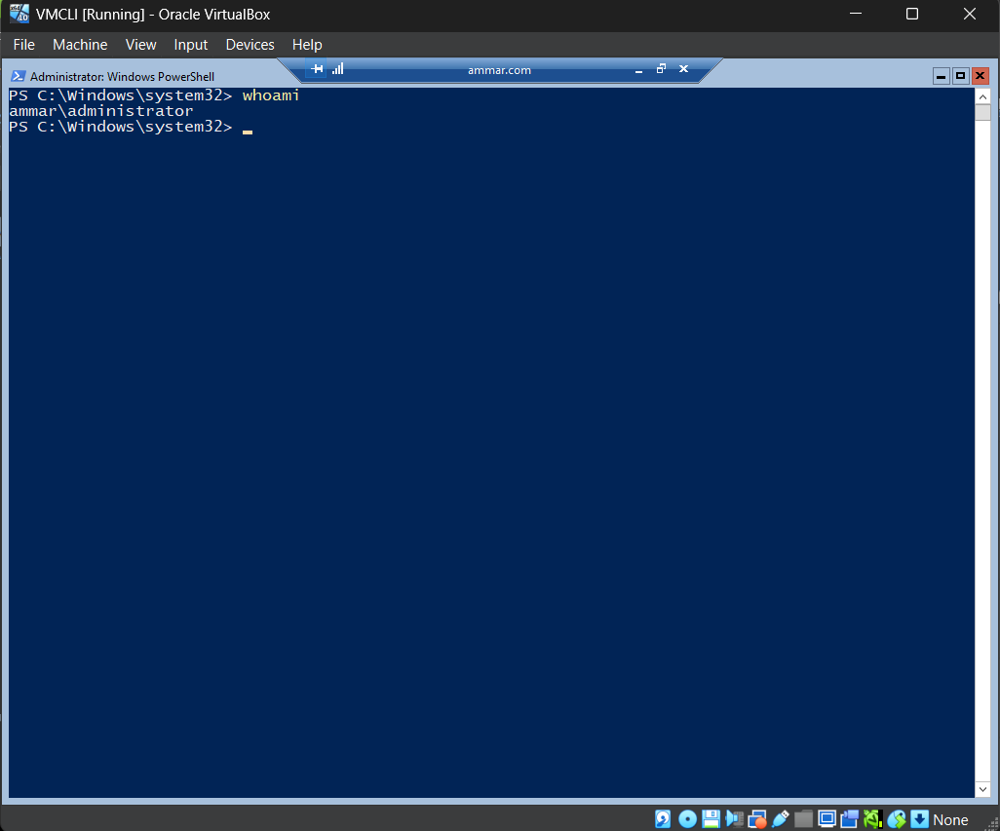 VMCLI [Running] - Oracle VirtualBox
File Machine View Input Devices Help
Administrator: Windows PowerShell
ammar.com
PS C:\Windows\system32> whoami
ammar\administrator
PS C:\Windows\system32>
None